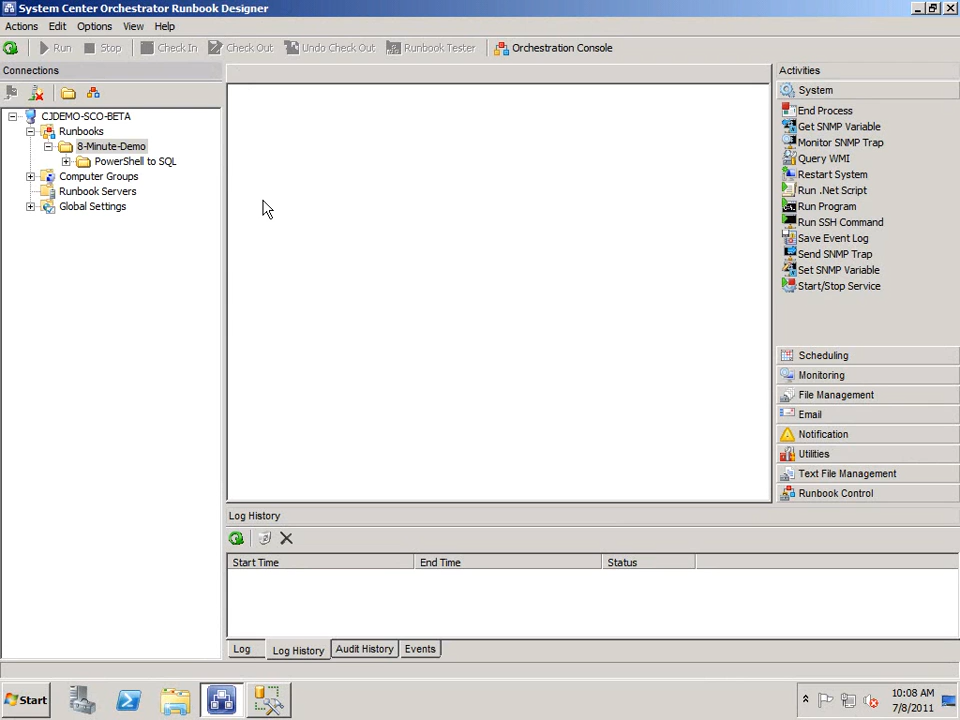 System Center Orchestrator Runbook Designer
Actions Edit Options View Help
Run Stop Check In Check Out Undo Check Out Runbook Tester Orchestration Console
Connections
CJDEMO-SCO-BETA
Runbooks
8-Minute-Demo
PowerShell to SQL
Computer Groups
Runbook Servers
Global Settings
Activities
System
End Process
Get SNMP Variable
Monitor SNMP Trap
Query WMI
Restart System
Run .Net Script
Run Program
Run SSH Command
Save Event Log
Send SNMP Trap
Set SNMP Variable
Start/Stop Service
Scheduling
Monitoring
File Management
Email
Notification
Utilities
Text File Management
Runbook Control
Log History
Start Time End Time Status
Log Log History Audit History Events
Start
10:08 AM
7/8/2011